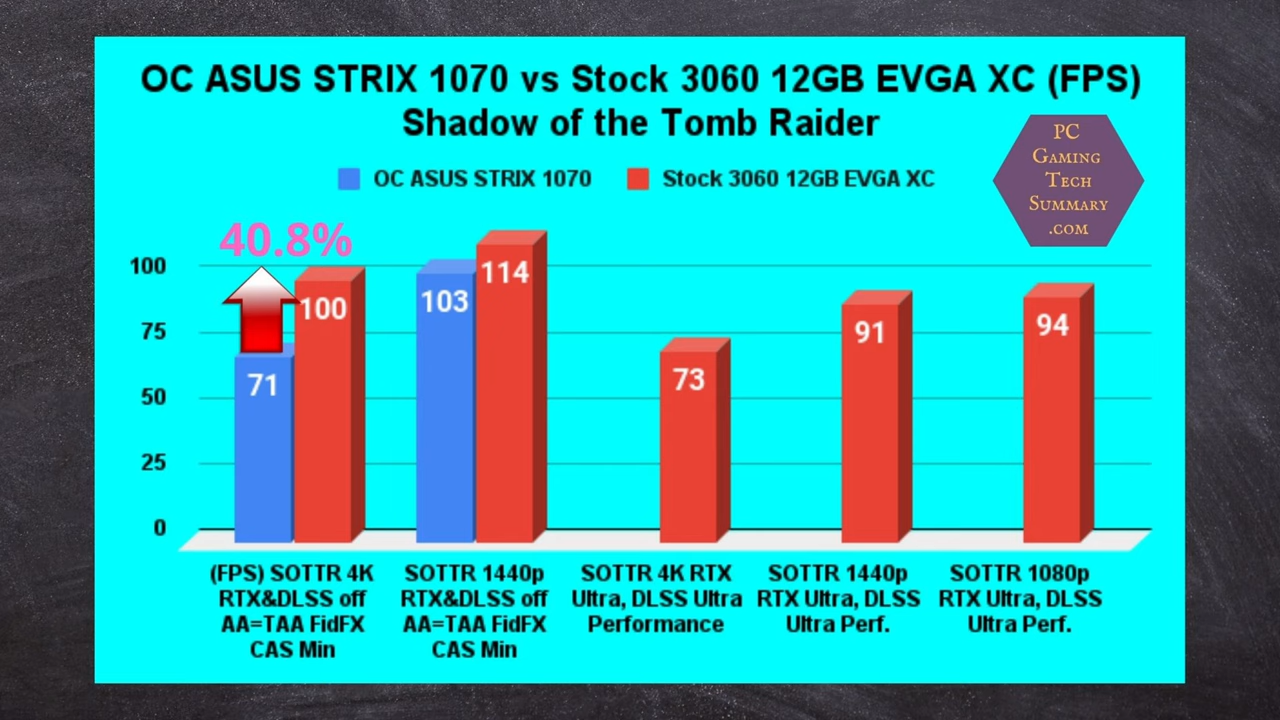 OC ASUS STRIX 1070 vs Stock 3060 12GB EVGA XC (FPS)
Shadow of the Tomb Raider
PC
Gaming
Tech
Summary
.com
OC ASUS STRIX 1070
Stock 3060 12GB EVGA XC
40.8%
100
75
50
25
0
71
100
103
114
73
91
94
(FPS) SOTTR 4K
RTX&DLSS off
AA=TAA FidFX
CAS Min
SOTTR 1440p
RTX&DLSS off
AA=TAA FidFX
CAS Min
SOTTR 4K RTX
Ultra, DLSS Ultra
Performance
SOTTR 1440p
RTX Ultra, DLSS
Ultra Perf.
SOTTR 1080p
RTX Ultra, DLSS
Ultra Perf.